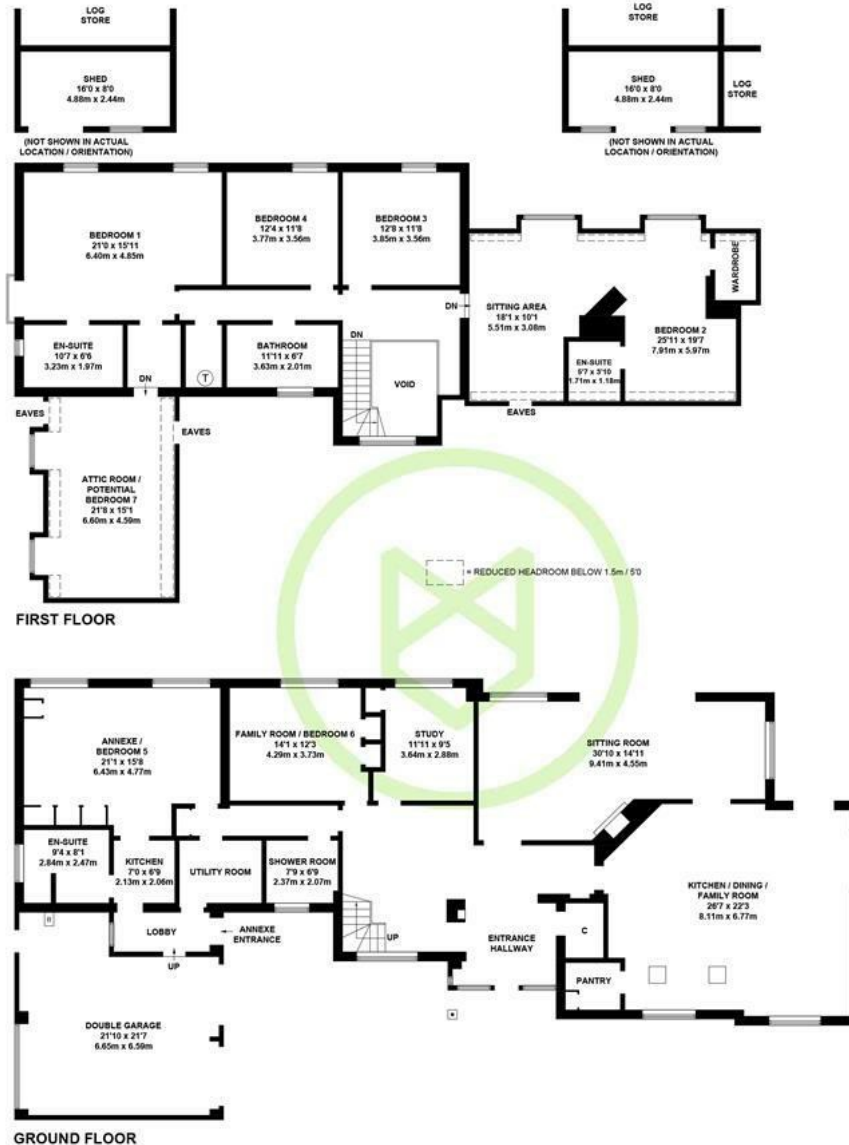 LOG
STORE
SHED
16'0 x 8'0
4.88m x 2.44m
(NOT SHOWN IN ACTUAL
LOCATION / ORIENTATION)
LOG
STORE
SHED
16'0 x 8'0
4.88m x 2.44m
LOG
STORE
(NOT SHOWN IN ACTUAL
LOCATION / ORIENTATION)
BEDROOM 1
21'0 x 15'11
6.40m x 4.85m
BEDROOM 4
12'4 x 11'8
3.77m x 3.56m
BEDROOM 3
12'8 x 11'8
3.85m x 3.56m
WARDROBE
DN
SITTING AREA
18'1 x 10'1
5.51m x 3.08m
BEDROOM 2
25'11 x 19'7
7.91m x 5.97m
EN-SUITE
10'7 x 6'6
3.23m x 1.97m
BATHROOM
11'11 x 6'7
3.63m x 2.01m
DN
EN-SUITE
5'7 x 3'10
1.71m x 1.18m
DN
T
VOID
EAVES
EAVES
EAVES
ATTIC ROOM /
POTENTIAL
BEDROOM 7
21'8 x 15'1
6.60m x 4.59m
= REDUCED HEADROOM BELOW 1.5m / 5'0
FIRST FLOOR
ANNEXE /
BEDROOM 5
21'1 x 15'8
6.43m x 4.77m
FAMILY ROOM / BEDROOM 6
14'1 x 12'3
4.29m x 3.73m
STUDY
11'11 x 9'5
3.64m x 2.88m
SITTING ROOM
30'10 x 14'11
9.41m x 4.55m
EN-SUITE
9'4 x 8'1
2.84m x 2.47m
KITCHEN
7'0 x 6'9
2.13m x 2.06m
UTILITY ROOM
SHOWER ROOM
7'9 x 6'9
2.37m x 2.07m
KITCHEN / DINING /
FAMILY ROOM
26'7 x 22'3
8.11m x 6.77m
LOBBY
ANNEXE
ENTRANCE
UP
UP
ENTRANCE
HALLWAY
C
PANTRY
DOUBLE GARAGE
21'10 x 21'7
6.65m x 6.59m
GROUND FLOOR